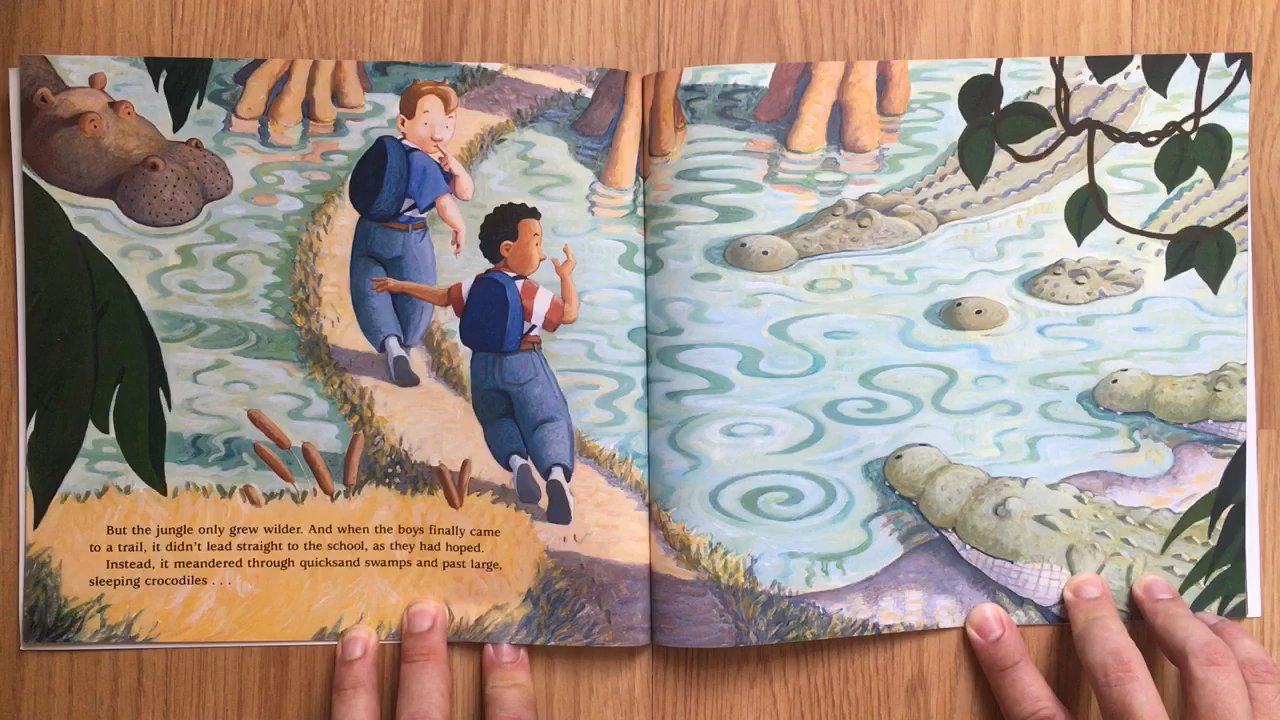 But the jungle only grew wilder. And when the boys finally came
to a trail, it didn't lead straight to the school, as they had hoped.
Instead, it meandered through quicksand swamps and past large,
sleeping crocodiles . . .